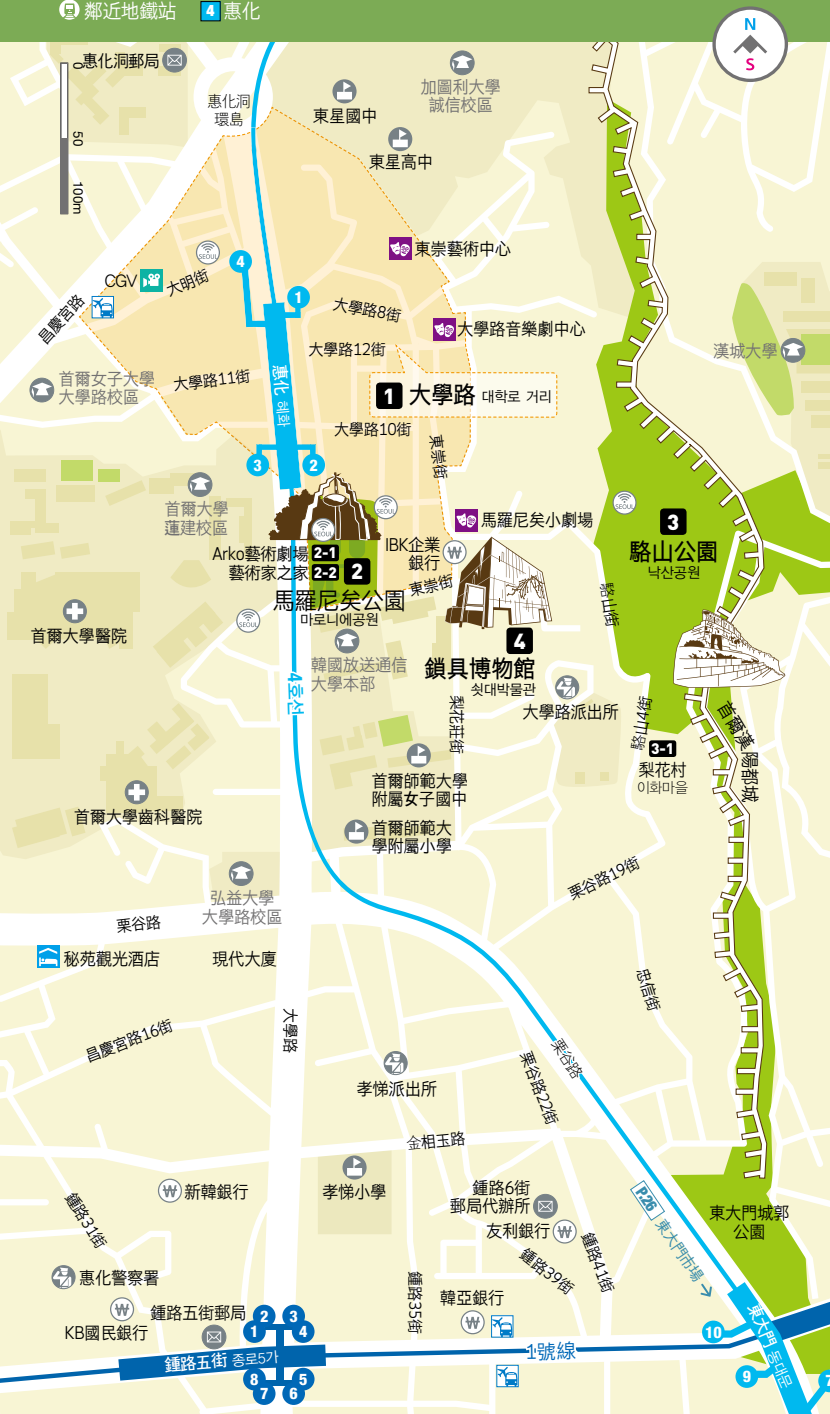 鄰近地鐵站 4 惠化
N
S
惠化洞郵局
0
50
100m
惠化洞
環島
東星國中
加圖利大學
誠信校區
東星高中
SEOUL
東崇藝術中心
4
CGV
大明街
1
昌慶宮路
大學路8街
大學路音樂劇中心
大學路12街
漢城大學
首爾女子大學
大學路校區
大學路11街
惠化 혜화
1 大學路 대학로 거리
大學路10街
東崇街
3
2
首爾大學
蓮建校區
SEOUL
SEOUL
SEOUL
馬羅尼矣小劇場
3
駱山公園
낙산공원
Arko藝術劇場 2-1
藝術家之家 2-2
2
馬羅尼矣公園
마로니에공원
IBK企業
銀行
東崇街
駱山街
首爾大學醫院
SEOUL
4
鎖具博物館
쇳대박물관
韓國放送通信
大學本部
4호선
大學路派出所
梨花莊街
駱山4街
首爾漢陽都城
3-1
梨花村
이화마을
首爾師範大學
附屬女子國中
首爾大學齒科醫院
首爾師範大
學附屬小學
弘益大學
大學路校區
栗谷路19街
栗谷路
秘苑觀光酒店
現代大廈
忠信街
大學路
昌慶宮路16街
栗谷路
孝悌派出所
栗谷路22街
金相玉路
新韓銀行
孝悌小學
鍾路6街
郵局代辦所
P.26 東大門市場
東大門城郭
公園
鍾路31街
友利銀行
鍾路39街
鍾路41街
惠化警察署
鍾路35街
韓亞銀行
KB國民銀行
鍾路五街郵局
2 3
1 4
鍾路五街 종로5가
8 5
7 6
1號線
10
東大門 동대문
9
7